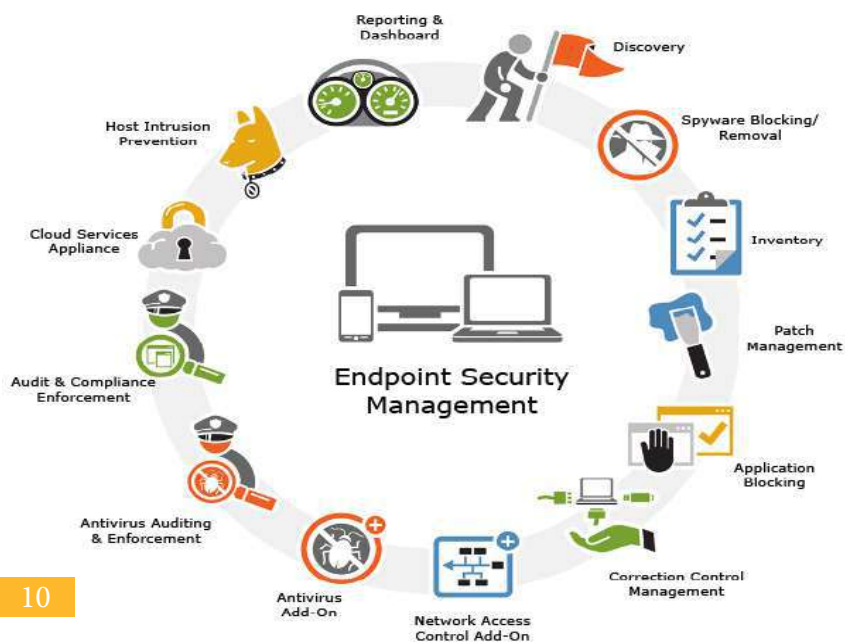 Reporting &
Dashboard
Discovery
Spyware Blocking/
Removal
Inventory
Patch
Management
Application
Blocking
Correction Control
Management
Network Access
Control Add-On
Antivirus
Add-On
Antivirus Auditing
& Enforcement
Audit & Compliance
Enforcement
Cloud Services
Appliance
Host Intrusion
Prevention
Endpoint Security
Management
10